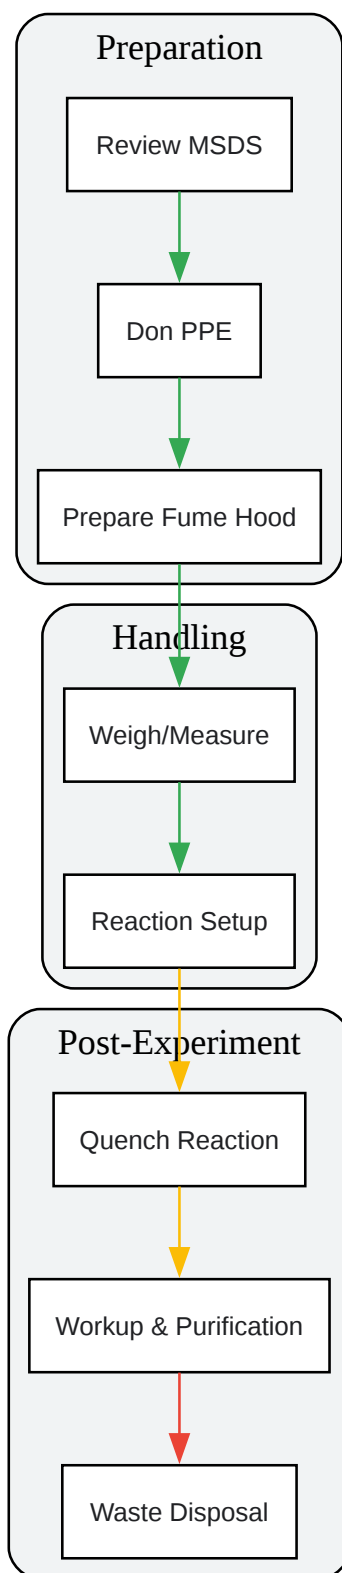 Preparation
Review MSDS
Don PPE
Prepare Fume Hood
Handling
Weigh/Measure
Reaction Setup
Post-Experiment
Quench Reaction
Workup & Purification
Waste Disposal